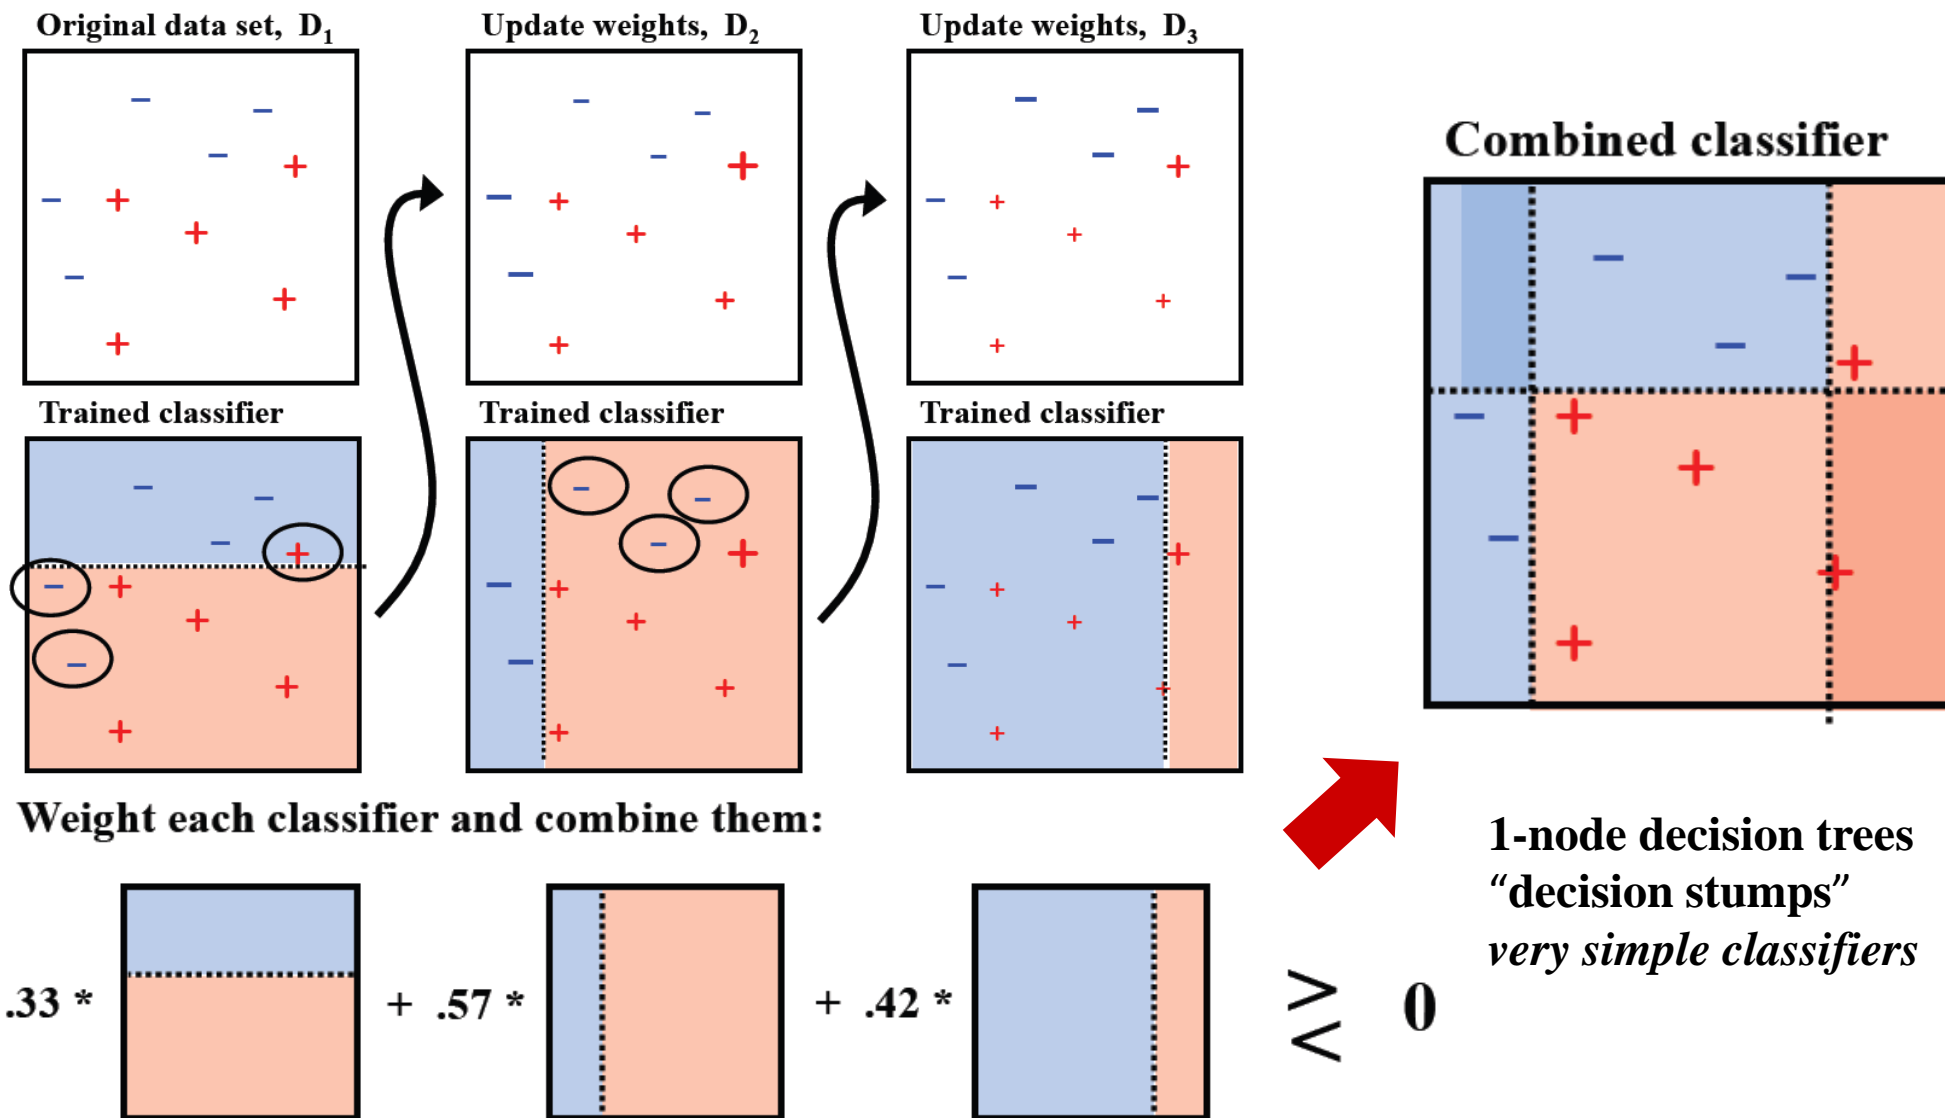 Original data set, D₁
Update weights, D₂
Update weights, D₃
Combined classifier
Trained classifier
Trained classifier
Trained classifier
Weight each classifier and combine them:
.33 * + .57 * + .42 * ≷ 0
1-node decision trees
“decision stumps”
very simple classifiers